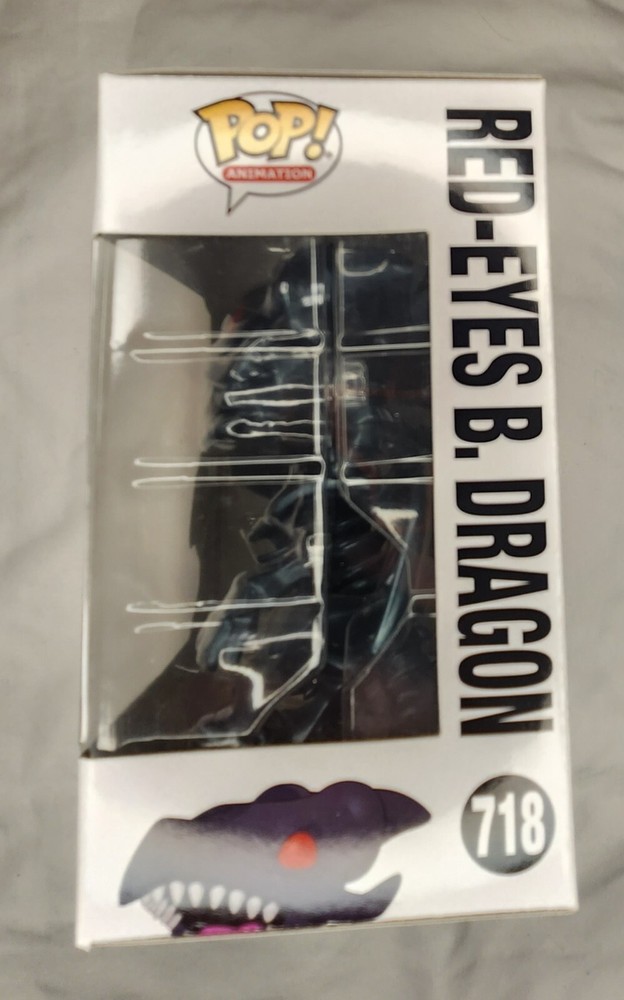 POP!
ANIMATION
RED-EYES B. DRAGON
718